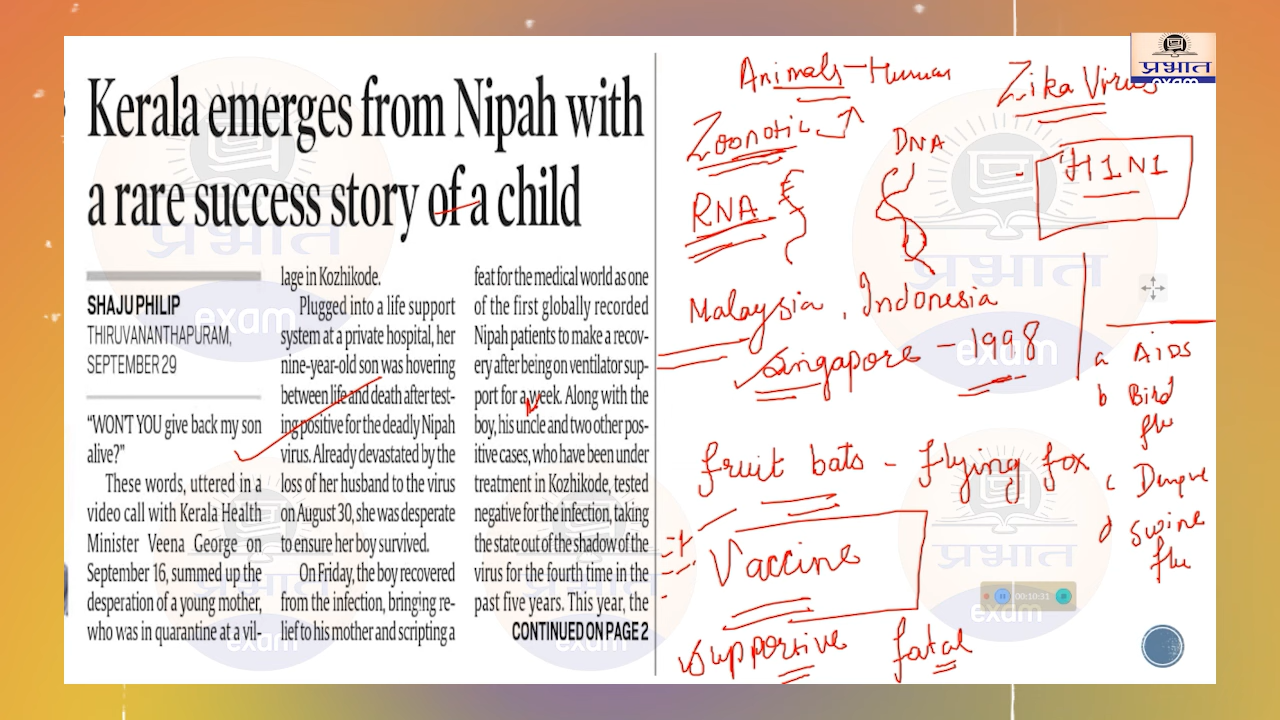 Kerala emerges from Nipah with
a rare success story of a child
SHAJU PHILIP
THIRUVANANTHAPURAM,
SEPTEMBER 29
“WON'T YOU give back my son
alive?”
These words, uttered in a
video call with Kerala Health
Minister Veena George on
September 16, summed up the
desperation of a young mother,
who was in quarantine at a vil-
lage in Kozhikode.
Plugged into a life support
system at a private hospital, her
nine-year-old son was hovering
between life and death after test-
ing positive for the deadly Nipah
virus. Already devastated by the
loss of her husband to the virus
on August 30, she was desperate
to ensure her boy survived.
On Friday, the boy recovered
from the infection, bringing re-
lief to his mother and scripting a
feat for the medical world as one
of the first globally recorded
Nipah patients to make a recov-
ery after being on ventilator sup-
port for a week. Along with the
boy, his uncle and two other pos-
itive cases, who have been under
treatment in Kozhikode, tested
negative for the infection, taking
the state out of the shadow of the
virus for the fourth time in the
past five years. This year, the
CONTINUED ON PAGE 2
Animals - Human
Zoonotic
RNA
DNA
Zika Virus
H1N1
Malaysia, Indonesia
Singapore - 1998
a AIDS
b Bird
flu
c Dengue
d Swine
flu
fruit bats - flying fox
Vaccine
supportive fatal
प्रभात
exam
प्रभात
exam
प्रभात
exam
exam
exam
exam
00:10:31